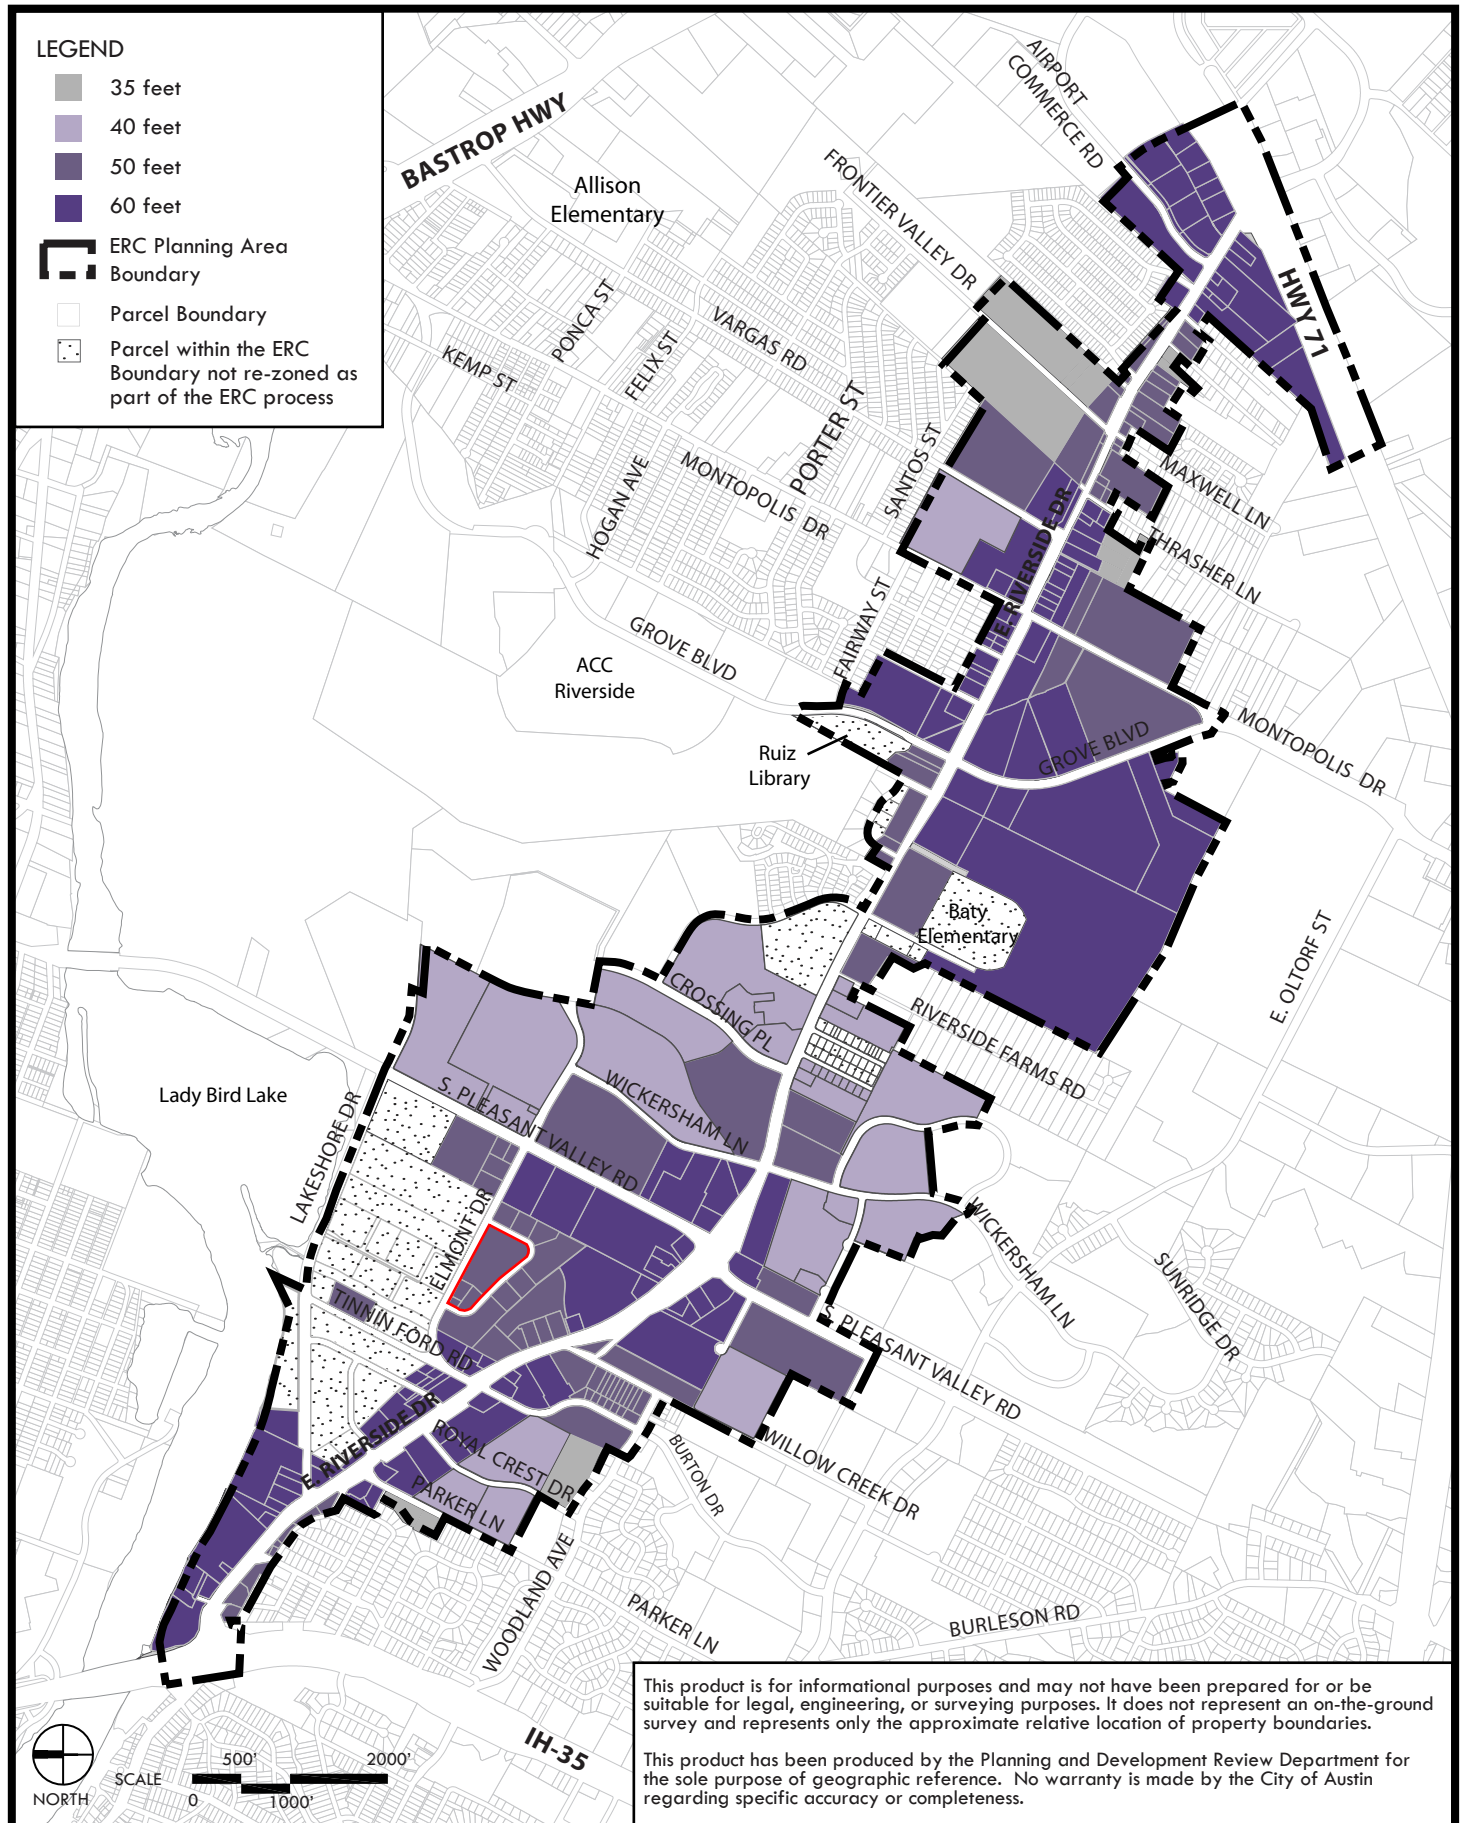 LEGEND
35 feet
40 feet
50 feet
60 feet
ERC Planning Area
Boundary
Parcel Boundary
Parcel within the ERC
Boundary not re-zoned as
part of the ERC process
BASTROP HWY
Allison
Elementary
AIRPORT
COMMERCE RD
FRONTIER VALLEY DR
HWY 71
PONCA ST
VARGAS RD
FELIX ST
KEMP ST
PORTER ST
SANTOS ST
HOGAN AVE
MONTOPOLIS DR
MAXWELL LN
THRASHER LN
E. RIVERSIDE DR
FAIRWAY ST
GROVE BLVD
ACC
Riverside
Ruiz
Library
GROVE BLVD
MONTOPOLIS DR
Baty
Elementary
E. OLTORF ST
RIVERSIDE FARMS RD
CROSSING PL
WICKERSHAM LN
S. PLEASANT VALLEY RD
Lady Bird Lake
LAKESHORE DR
ELMONT DR
TINNIN FORD RD
WICKERSHAM LN
SUNRIDGE DR
S. PLEASANT VALLEY RD
E. RIVERSIDE DR
ROYAL CREST DR
PARKER LN
BURTON DR
WILLOW CREEK DR
WOODLAND AVE
PARKER LN
BURLESON RD
IH-35
NORTH
SCALE
500'
2000'
0
1000'
This product is for informational purposes and may not have been prepared for or be
suitable for legal, engineering, or surveying purposes. It does not represent an on-the-ground
survey and represents only the approximate relative location of property boundaries.
This product has been produced by the Planning and Development Review Department for
the sole purpose of geographic reference. No warranty is made by the City of Austin
regarding specific accuracy or completeness.